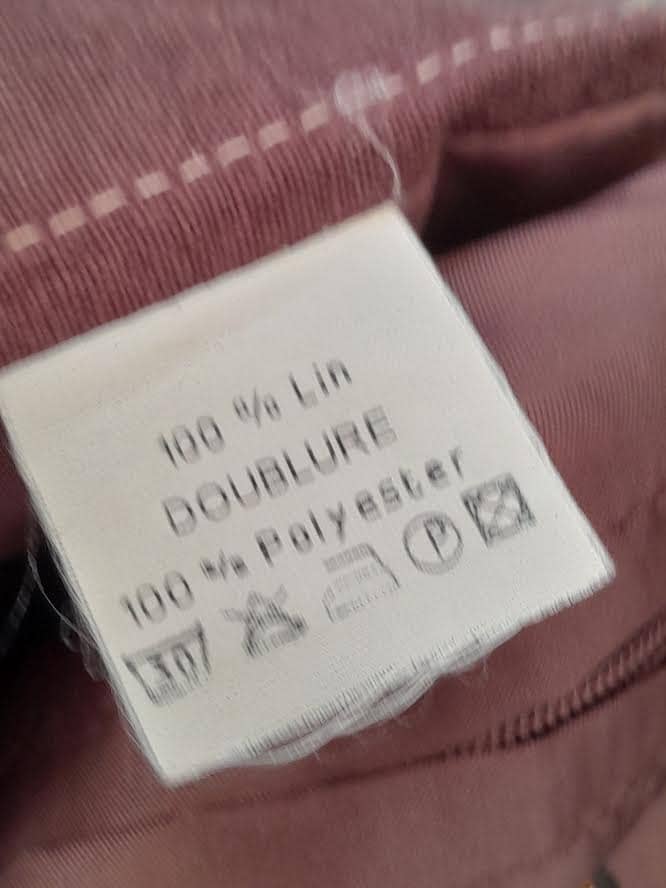 100 % Lin
DOUBLURE
100 % Polyester
30 P